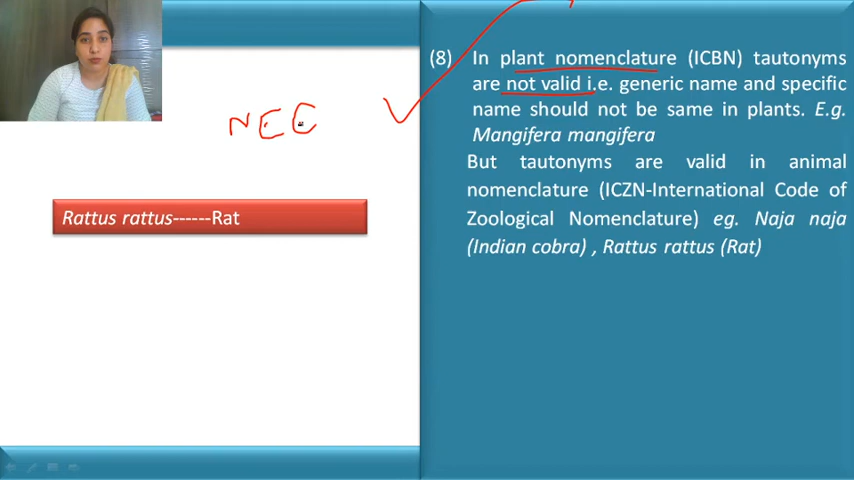 NEE
Rattus rattus------Rat
(8) In plant nomenclature (ICBN) tautonyms
are not valid i.e. generic name and specific
name should not be same in plants. E.g.
Mangifera mangifera
But tautonyms are valid in animal
nomenclature (ICZN-International Code of
Zoological Nomenclature) eg. Naja naja
(Indian cobra) , Rattus rattus (Rat)